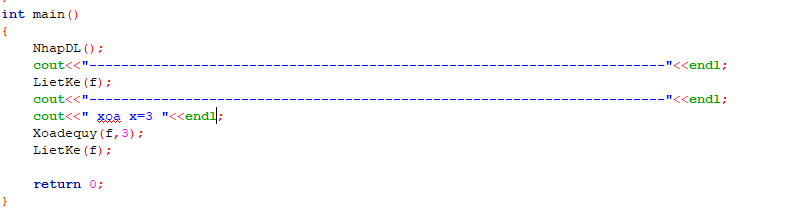 int main()
{
NhapDL();
cout<<"------------------------------------------------------------------------"<<endl;
LietKe(f);
cout<<"------------------------------------------------------------------------"<<endl;
cout<<" xoa x=3 "<<endl;
Xoadequy(f,3);
LietKe(f);
return 0;
}